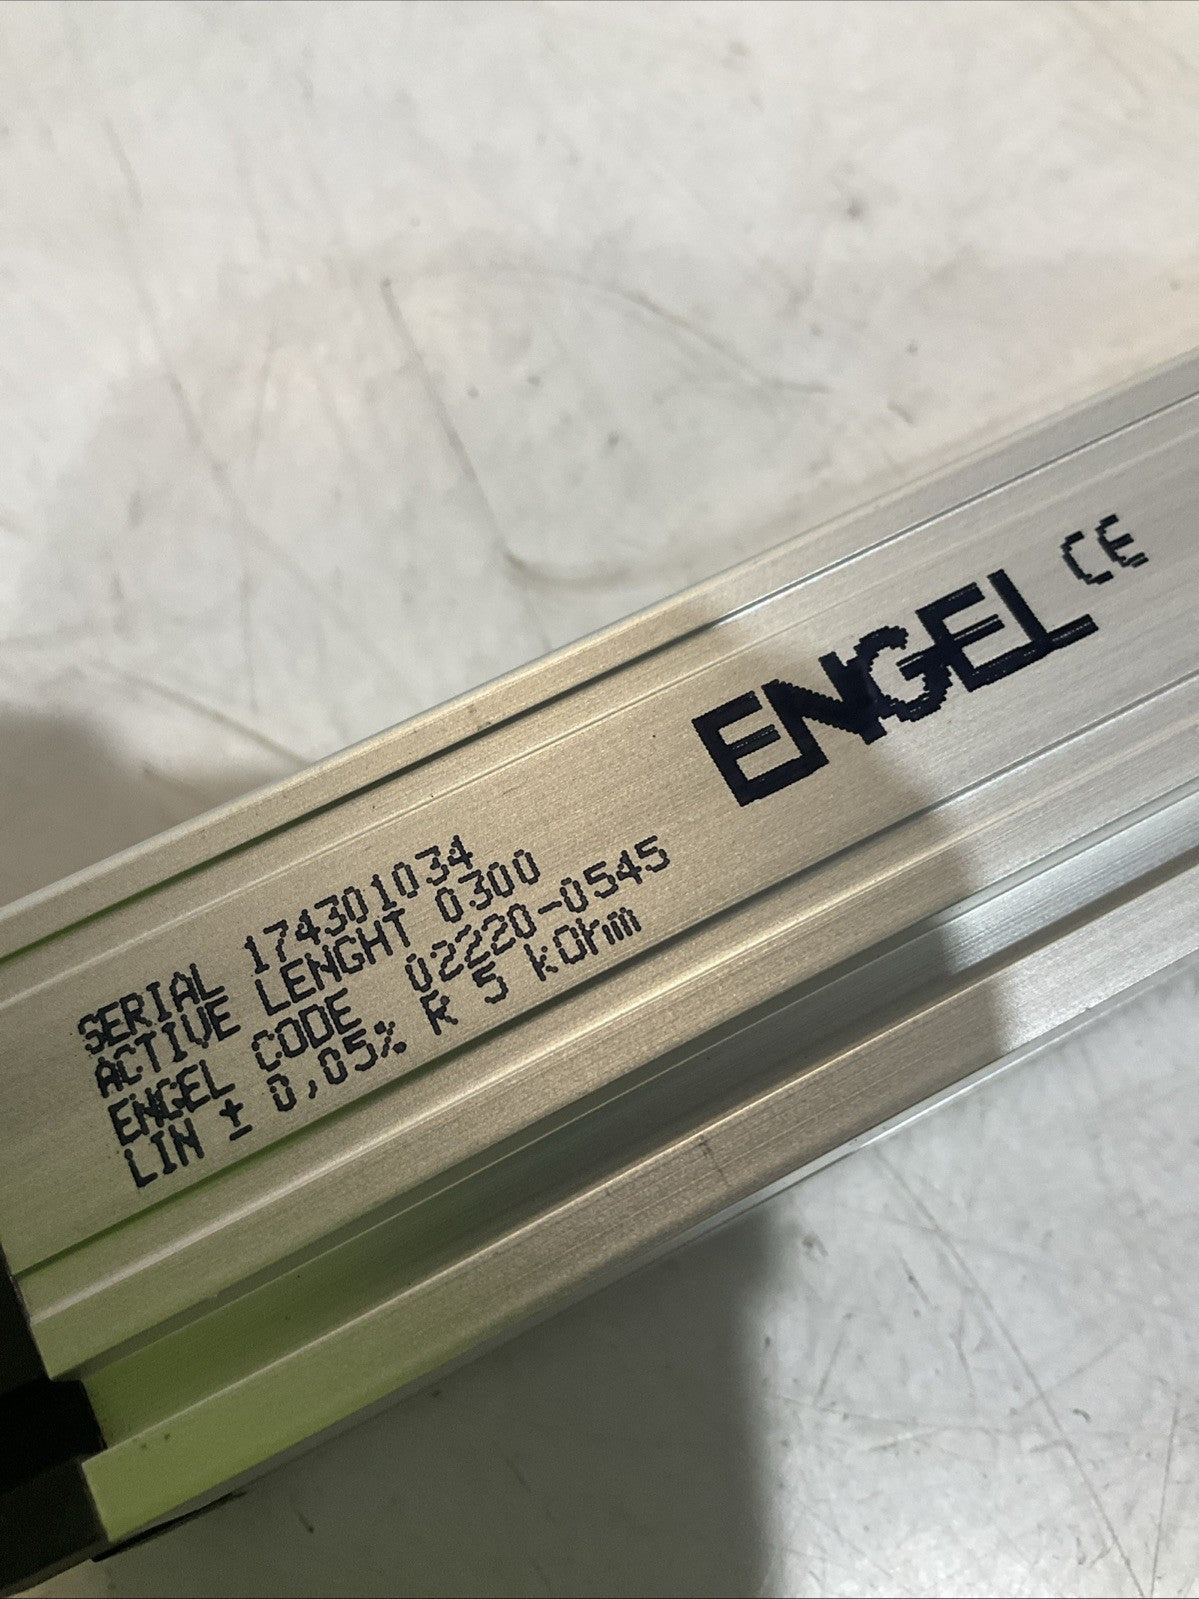 SERIAL 174301034
ACTIVE LENGHT 0300
ENGEL CODE 02220-0545
LIN ± 0,05% R 5 kOhm
ENGEL CE